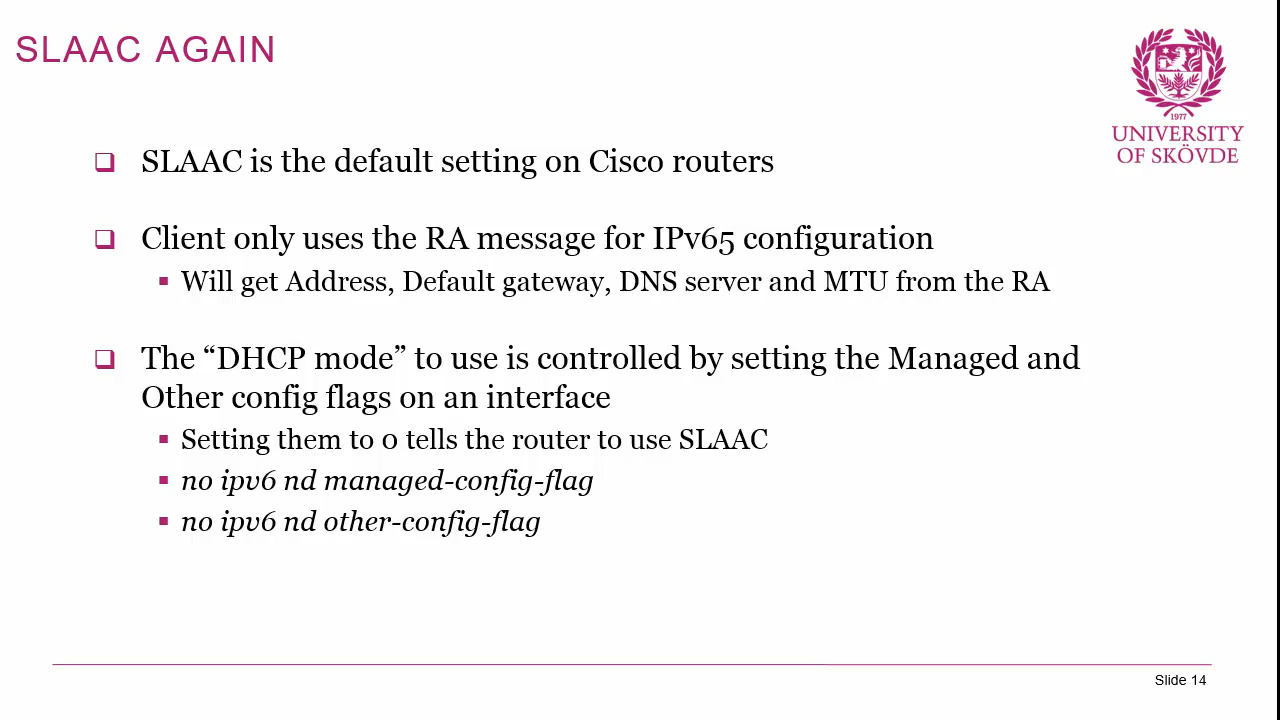 SLAAC AGAIN
1977
UNIVERSITY
OF SKÖVDE
SLAAC is the default setting on Cisco routers
Client only uses the RA message for IPv65 configuration
Will get Address, Default gateway, DNS server and MTU from the RA
The “DHCP mode” to use is controlled by setting the Managed and
Other config flags on an interface
Setting them to 0 tells the router to use SLAAC
no ipv6 nd managed-config-flag
no ipv6 nd other-config-flag
Slide 14